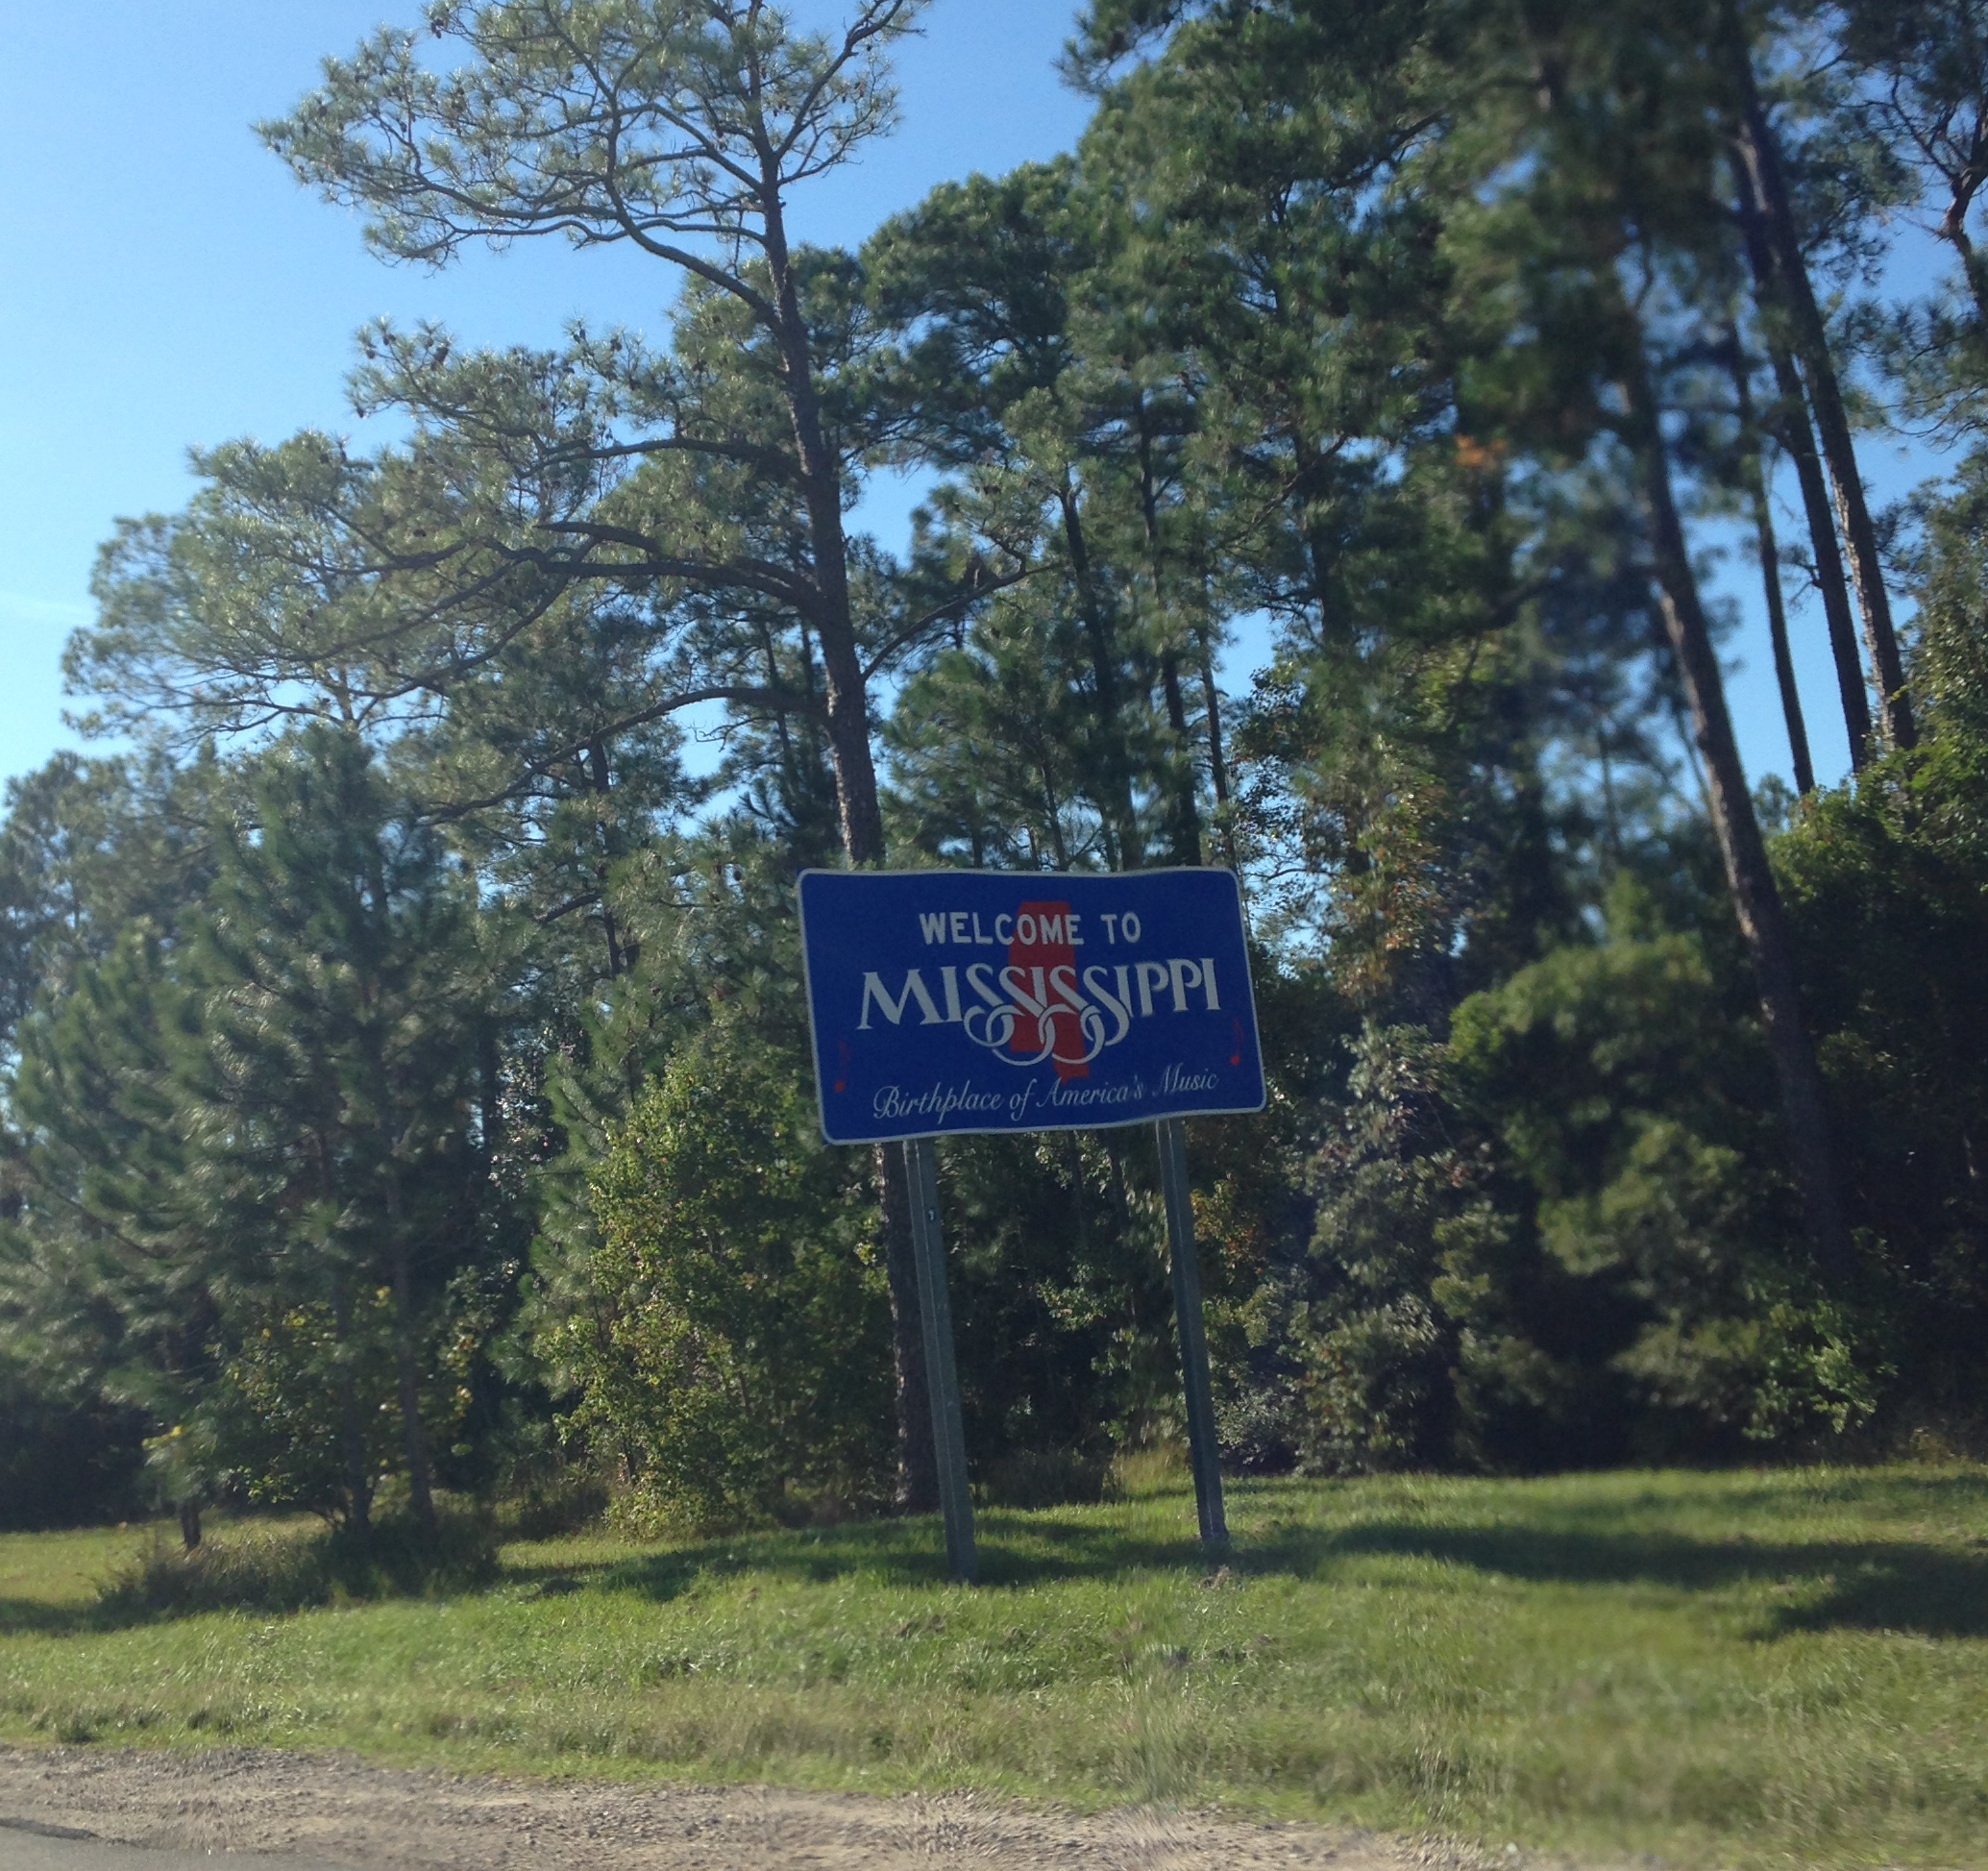 WELCOME TO
MISSISSIPPI
Birthplace of America's Music